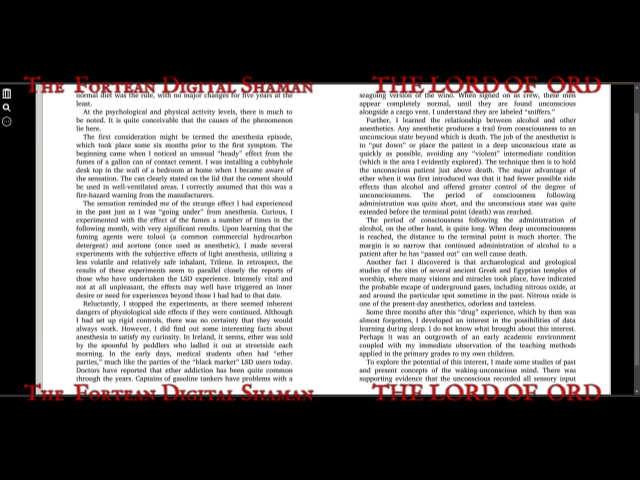 THE FORTEAN DIGITAL SHAMAN
THE LORD OF ORD
normal diet was the rule, with no major changes for five years at the
least.
At the psychological and physical activity levels, there is much to
be noted. It is quite conceivable that the causes of the phenomenon
lie here.
The first consideration might be termed the anesthesia episode,
which took place some six months prior to the first symptom. The
beginning came when I noticed an unusual "heady" effect from the
fumes of a gallon can of contact cement. I was installing a cubbyhole
desk top in the wall of a bedroom at home when I became aware of
the sensation. The can clearly stated on the lid that the cement should
be used in well-ventilated areas. I correctly assumed that this was a
fire-hazard warning from the manufacturers.
The sensation reminded me of the strange effect I had experienced
in the past just as I was "going under" from anesthesia. Curious, I
experimented with the effect of the fumes a number of times in the
following month, with very significant results. Upon learning that the
fuming agents were toluol (a common commercial hydrocarbon
detergent) and acetone (once used as anesthetic), I made several
experiments with the subjective effects of light anesthesia, utilizing a
less volatile and relatively safe inhalant, Trilene. In retrospect, the
results of these experiments seem to parallel closely the reports of
those who have undertaken the LSD experience. Intensely vital and
not at all unpleasant, the effects may well have triggered an inner
desire or need for experiences beyond those I had had to that date.
Reluctantly, I stopped the experiments, as there seemed inherent
dangers of physiological side effects if they were continued. Although
I had set up rigid controls, there was no certainty that they would
always work. However, I did find out some interesting facts about
anesthesia to satisfy my curiosity. In Ireland, it seems, ether was sold
by the spoonful by peddlers who ladled it out at streetside each
morning. In the early days, medical students often had "ether
parties," much like the parties of the "black market" LSD users today.
Doctors have reported that ether addiction has been quite common
through the years. Captains of gasoline tankers have problems with a
seagoing version of the wino. When signed on as crew, these men
appear completely normal, until they are found unconscious
alongside a cargo vent. I understand they are labeled "sniffers."
Further, I learned the relationship between alcohol and other
anesthetics. Any anesthetic produces a trail from consciousness to an
uncomscious state beyond which is death. The job of the anesthetist is
to "put down" or place the patient in a deep unconscious state as
quickly as possible, avoiding any "violent" intermediate condition
(which is the area I evidently explored). The technique then is to hold
the unconscious patient just above death. The major advantage of
ether when it was first introduced was that it had fewer possible side
effects than alcohol and offered greater control of the degree of
unconsciousness. The period of consciousness following
administration was quite short, and the unconscious state was quite
extended before the terminal point (death) was reached.
The period of consciousness following the administration of
alcohol, on the other hand, is quite long. When deep unconsciousness
is reached, the distance to the terminal point is much shorter. The
margin is so narrow that continued administration of alcohol to a
patient after he has "passed out" can well cause death.
Another fact I discovered is that archaeological and geological
studies of the sites of several ancient Greek and Egyptian temples of
worship, where many visions and miracles took place, have indicated
the probable escape of underground gases, including nitrous oxide, at
and around the particular spot sometime in the past. Nitrous oxide is
one of the present-day anesthetics, odorless and tasteless.
Some three months after this "drug" experience, which by then was
almost forgotten, I developed an interest in the possibilities of data
learning during sleep. I do not know what brought about this interest.
Perhaps it was an outgrowth of an early academic environment
coupled with my immediate observation of the teaching methods
applied in the primary grades to my own children.
To explore the potential of this interest, I made some studies of past
and present concepts of the waking-unconscious mind. There was
supporting evidence that the unconscious recorded all sensory input
THE FORTEAN DIGITAL SHAMAN
THE LORD OF ORD